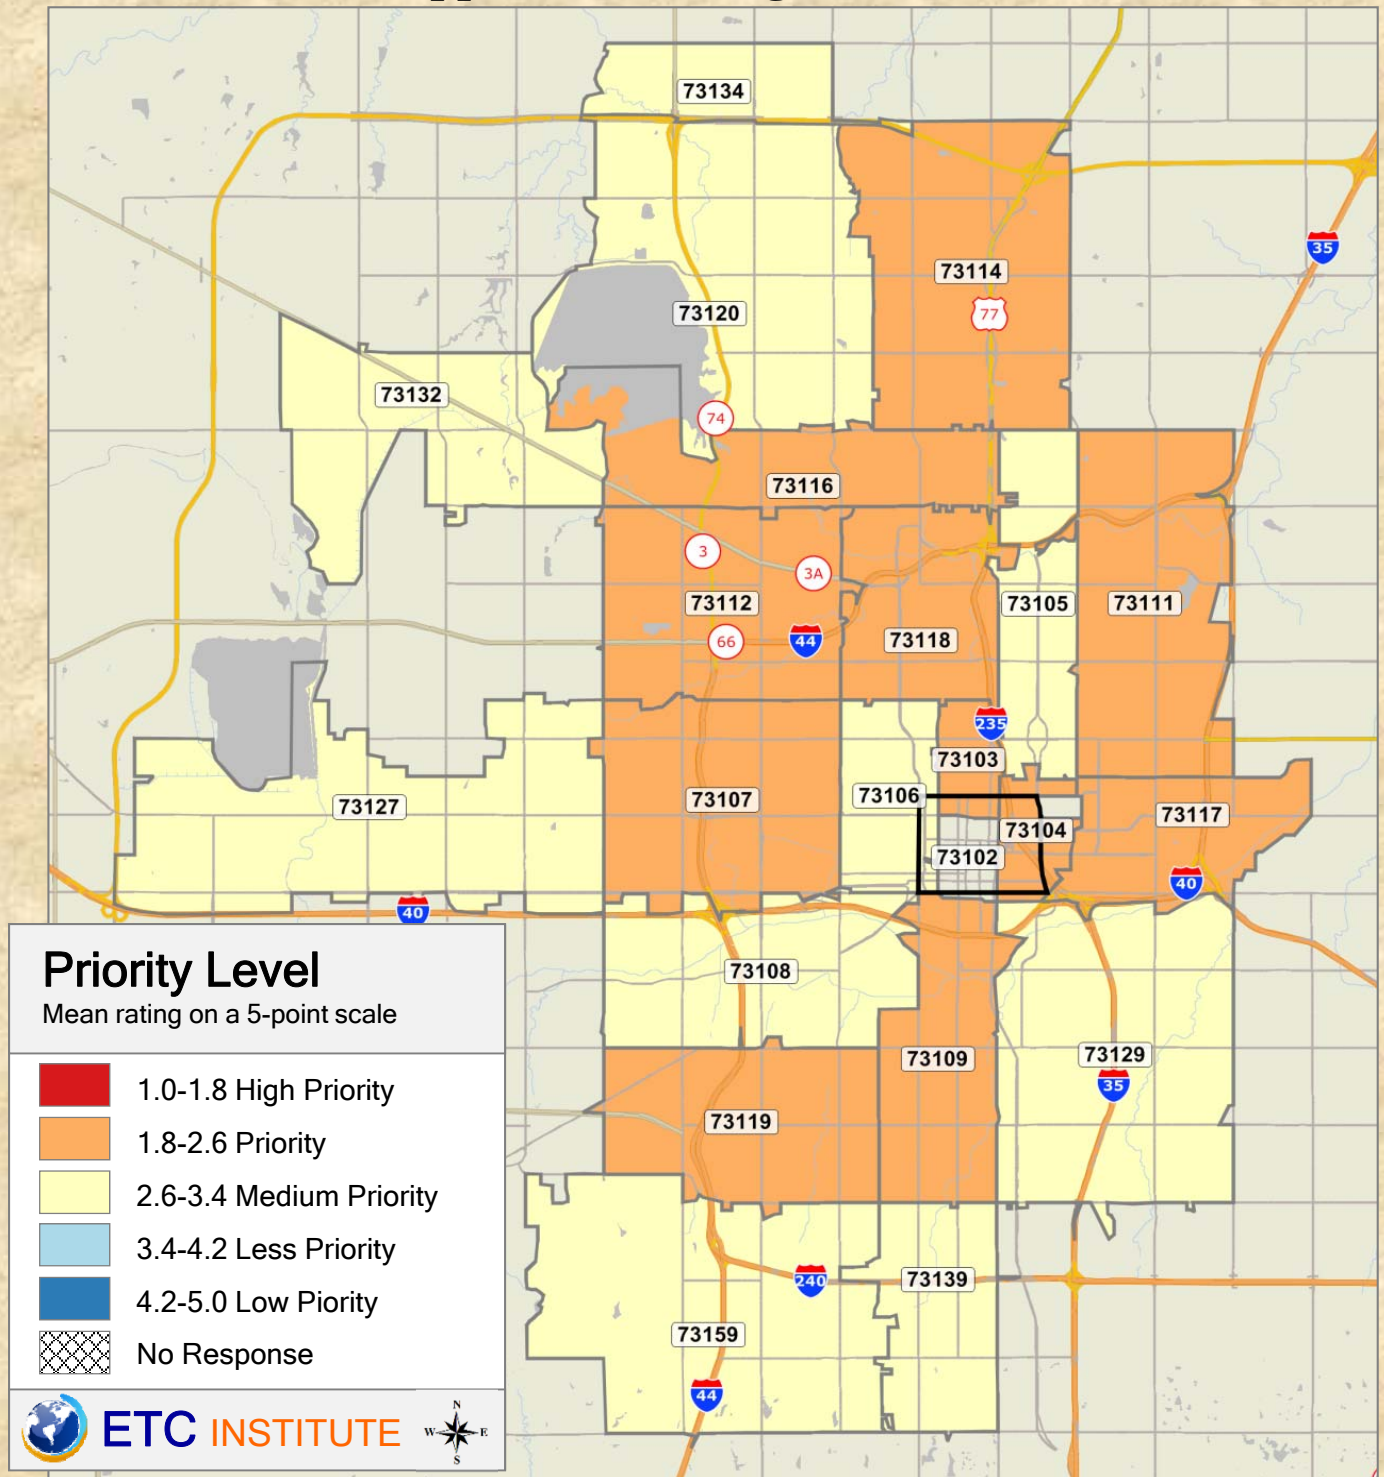 73134
35
73114
77
73120
73132
74
73116
3
3A
73112
73105
73111
66
44
73118
235
73103
73106
73107
73127
73117
73104
73102
40
40
73108
73109
73129
35
73119
240
73139
73159
44
Priority Level
Mean rating on a 5-point scale
1.0-1.8 High Priority
1.8-2.6 Priority
2.6-3.4 Medium Priority
3.4-4.2 Less Priority
4.2-5.0 Low Piority
No Response
ETC INSTITUTE
N
W E
S